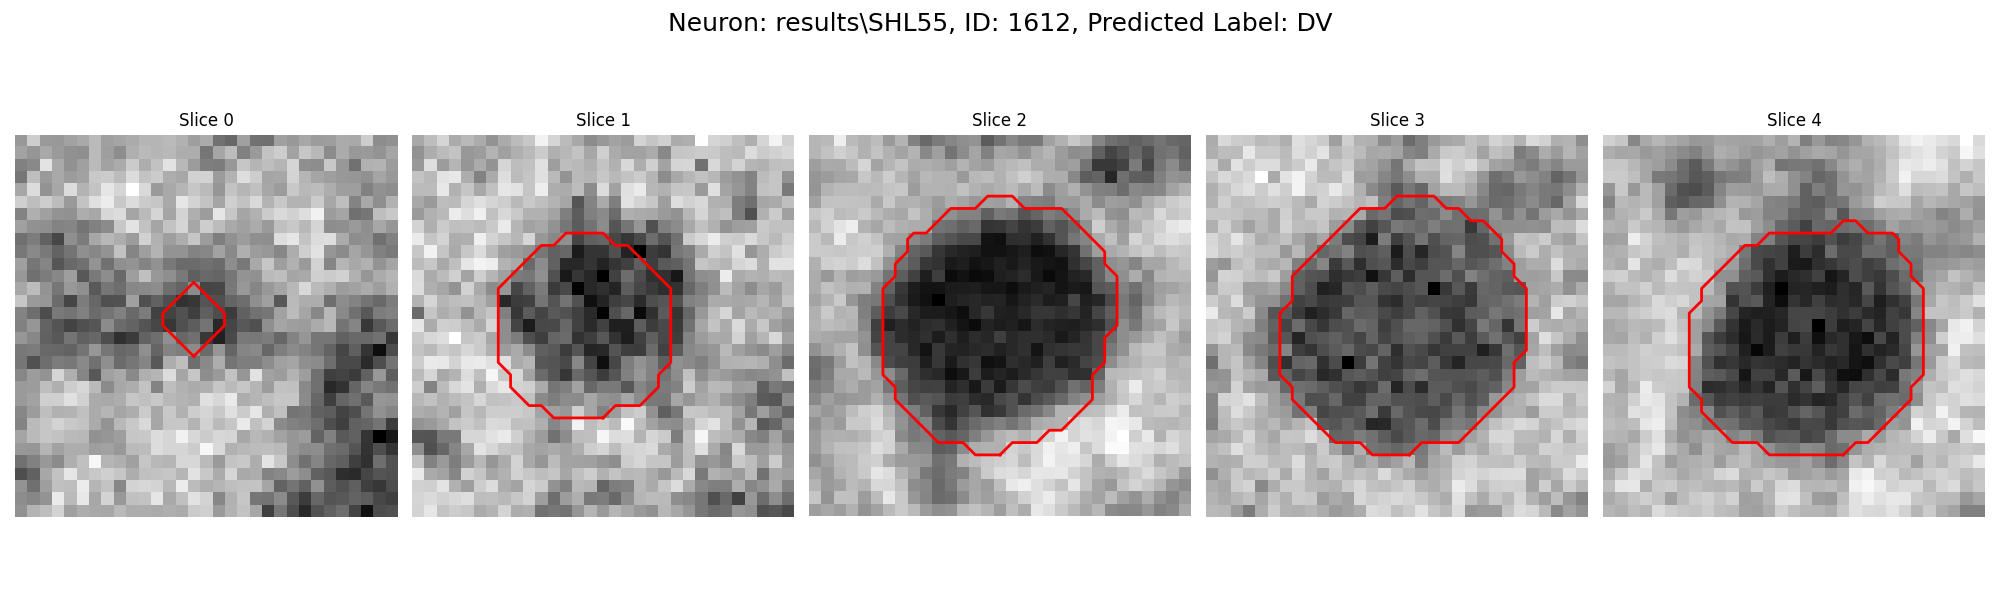 Neuron: results\SHL55, ID: 1612, Predicted Label: DV
Slice 0
Slice 1
Slice 2
Slice 3
Slice 4